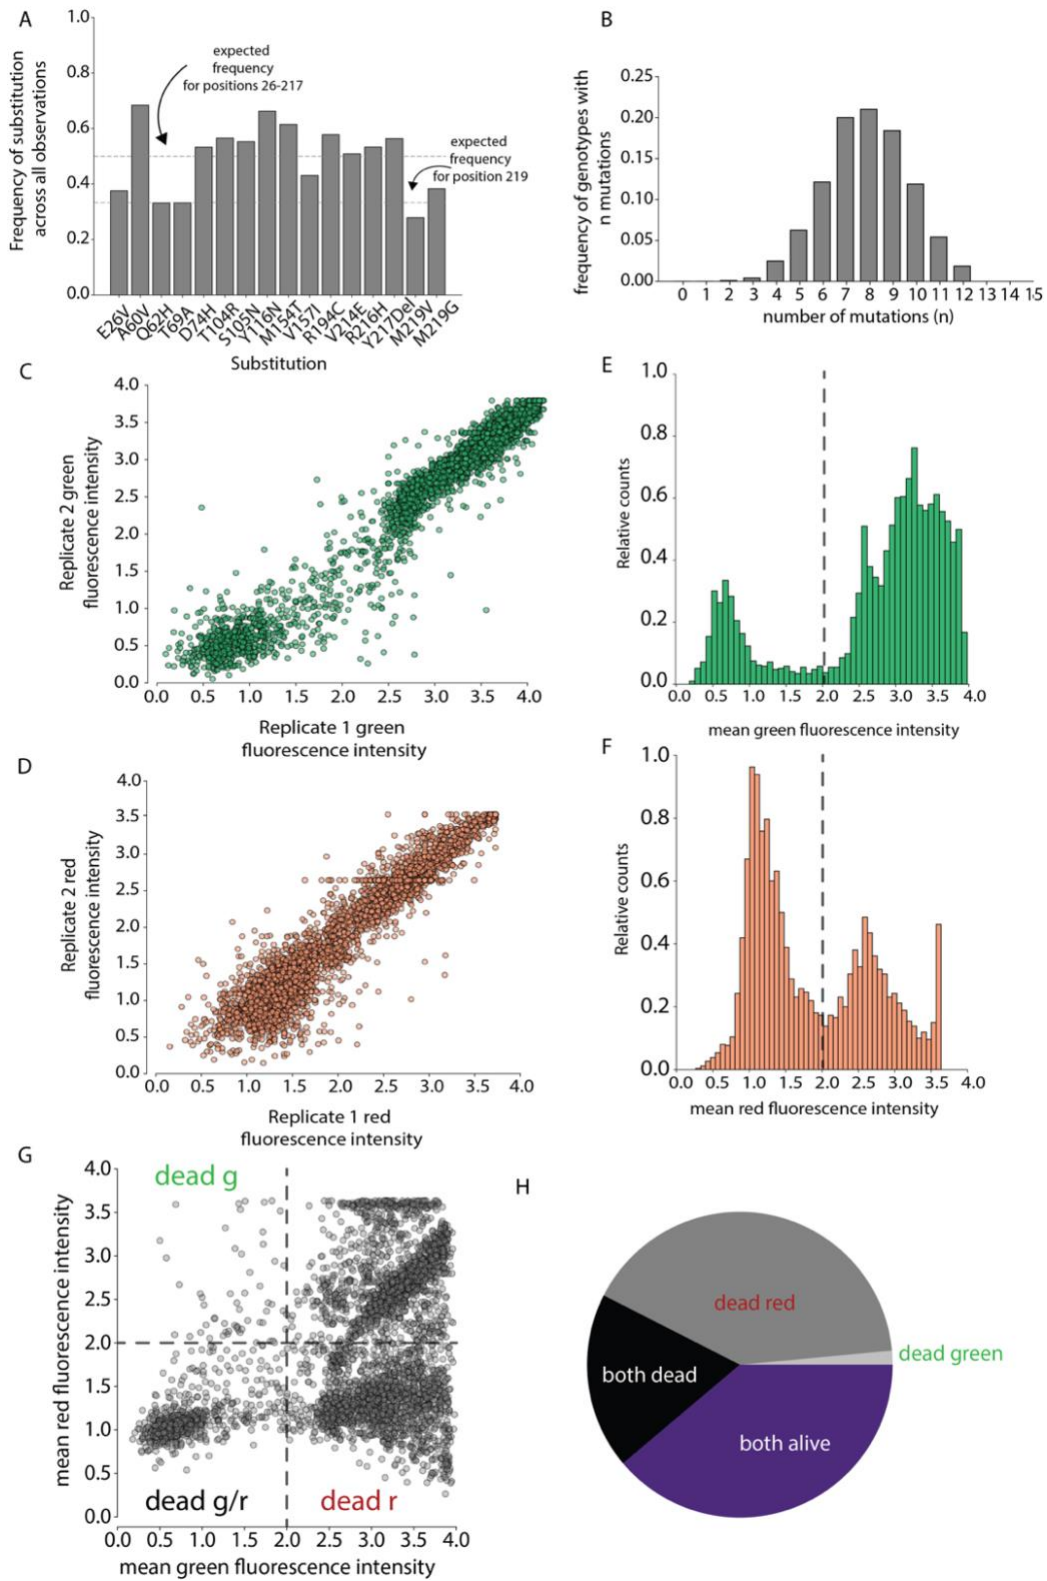 A
Frequency of substitution
across all observations
1.0
0.8
0.6
0.4
0.2
0.0
expected
frequency
for positions 26-217
expected
frequency
for position 219
E26V
A60V
Q62H
T69A
D74H
T104R
S105N
Y116N
M154T
V157I
R194C
V214E
R216H
Y217Del
M219V
M219G
Substitution
B
frequency of genotypes with
n mutations
0.25
0.20
0.15
0.10
0.05
0.00
0 1 2 3 4 5 6 7 8 9 10 11 12 13 14 15
number of mutations (n)
C
Replicate 2 green
fluorescence intensity
4.0
3.5
3.0
2.5
2.0
1.5
1.0
0.5
0.0
0.0 0.5 1.0 1.5 2.0 2.5 3.0 3.5 4.0
Replicate 1 green
fluorescence intensity
E
Relative counts
1.0
0.8
0.6
0.4
0.2
0.0
0.0 0.5 1.0 1.5 2.0 2.5 3.0 3.5 4.0
mean green fluorescence intensity
D
Replicate 2 red
fluorescence intensity
4.0
3.5
3.0
2.5
2.0
1.5
1.0
0.5
0.0
0.0 0.5 1.0 1.5 2.0 2.5 3.0 3.5 4.0
Replicate 1 red
fluorescence intensity
F
Relative counts
1.0
0.8
0.6
0.4
0.2
0.0
0.0 0.5 1.0 1.5 2.0 2.5 3.0 3.5 4.0
mean red fluorescence intensity
G
mean red fluorescence intensity
4.0
3.5
3.0
2.5
2.0
1.5
1.0
0.5
0.0
dead g
dead g/r
dead r
0.0 0.5 1.0 1.5 2.0 2.5 3.0 3.5 4.0
mean green fluorescence intensity
H
dead red
dead green
both dead
both alive